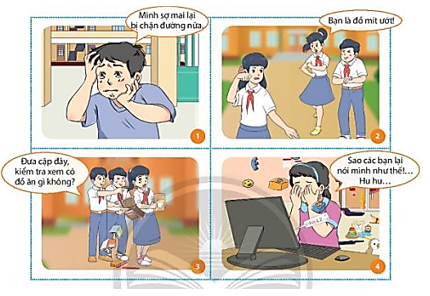 Mình sợ mai lại
bị chặn đường nữa.
1
Bạn là đồ mít ướt!
2
Đưa cặp đây,
kiểm tra xem có
đồ ăn gì không?
3
Sao các bạn lại
nói mình như thế!...
Hu hu...
4